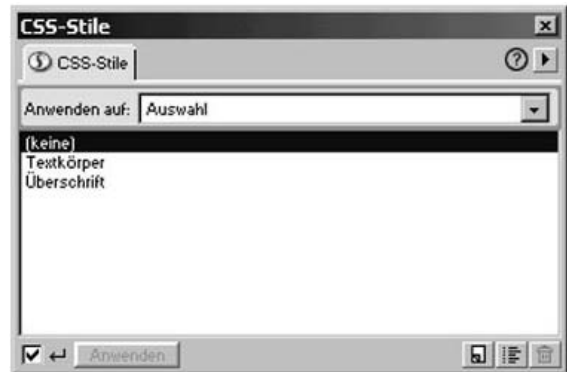 CSS-Stile
CSS-Stile
Anwenden auf: Auswahl
(keine)
Textkörper
Überschrift
Anwenden